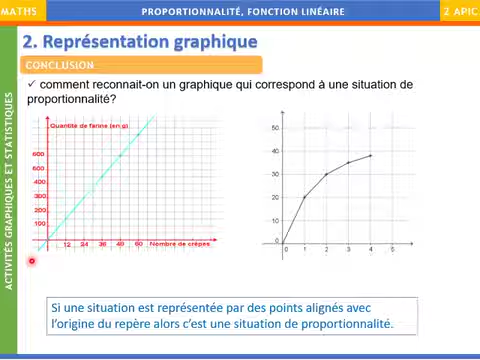 MATHS
PROPORTIONNALITÉ, FONCTION LINÉAIRE
2 APIC
2. Représentation graphique
CONCLUSION
✓ comment reconnait-on un graphique qui correspond à une situation de
proportionnalité?
ACTIVITÉS GRAPHIQUES ET STATISTIQUES
Quantité de farine (en g)
600
400
300
200
100
12 24 36 48 60 Nombre de crêpes
50
40
30
20
10
0 1 2 3 4 5
Si une situation est représentée par des points alignés avec
l'origine du repère alors c'est une situation de proportionnalité.